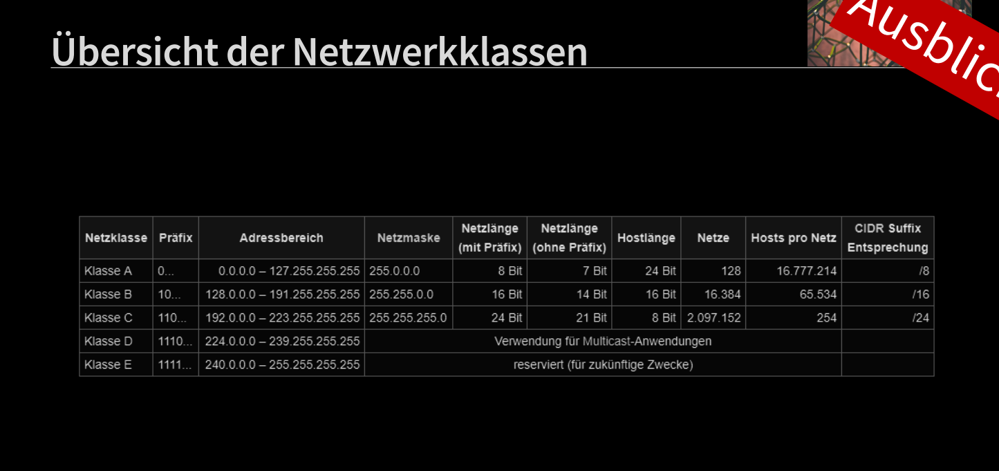 Übersicht der Netzwerkklassen
Netzklasse Präfix Adressbereich Netzmaske Netzlänge (mit Präfix) Netzlänge (ohne Präfix) Hostlänge Netze Hosts pro Netz CIDR Suffix Entsprechung
Klasse A 0... 0.0.0.0 – 127.255.255.255 255.0.0.0 8 Bit 7 Bit 24 Bit 128 16.777.214 /8
Klasse B 10... 128.0.0.0 – 191.255.255.255 255.255.0.0 16 Bit 14 Bit 16 Bit 16.384 65.534 /16
Klasse C 110... 192.0.0.0 – 223.255.255.255 255.255.255.0 24 Bit 21 Bit 8 Bit 2.097.152 254 /24
Klasse D 1110... 224.0.0.0 – 239.255.255.255 Verwendung für Multicast-Anwendungen
Klasse E 1111... 240.0.0.0 – 255.255.255.255 reserviert (für zukünftige Zwecke)